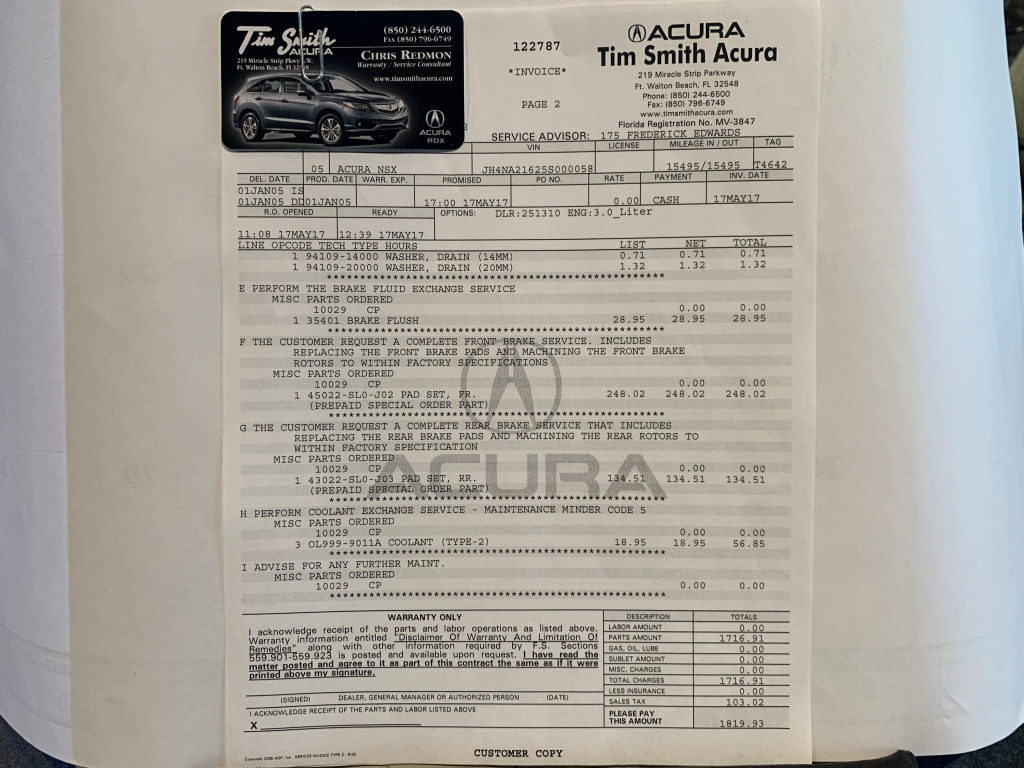 Tim Smith
ACURA
219 Miracle Strip Pkwy S.W.
Ft. Walton Beach, Fl 32548
(850) 244-6500
FAX (850) 796-6749
CHRIS REDMON
Warranty / Service Consultant
www.timsmithacura.com
ACURA
RDX
122787
*INVOICE*
PAGE 2
ACURA
Tim Smith Acura
219 Miracle Strip Parkway
Ft. Walton Beach, FL 32548
Phone: (850) 244-6500
Fax: (850) 796-6749
www.timsmithacura.com
Florida Registration No. MV-3847
SERVICE ADVISOR: 175 FREDERICK EDWARDS
VIN LICENSE MILEAGE IN / OUT TAG
05 ACURA NSX JH4NA21625S000058 15495/15495 T4642
DEL. DATE PROD. DATE WARR. EXP. PROMISED PO NO. RATE PAYMENT INV. DATE
01JAN05 IS
01JAN05 DD 01JAN05 17:00 17MAY17 0.00 CASH 17MAY17
R.O. OPENED READY OPTIONS: DLR:251310 ENG:3.0_Liter
11:08 17MAY17 12:39 17MAY17
LINE OPCODE TECH TYPE HOURS LIST NET TOTAL
1 94109-14000 WASHER, DRAIN (14MM) 0.71 0.71 0.71
1 94109-20000 WASHER, DRAIN (20MM) 1.32 1.32 1.32
E PERFORM THE BRAKE FLUID EXCHANGE SERVICE
MISC PARTS ORDERED
10029 CP 0.00 0.00
1 35401 BRAKE FLUSH 28.95 28.95 28.95
F THE CUSTOMER REQUEST A COMPLETE FRONT BRAKE SERVICE. INCLUDES
REPLACING THE FRONT BRAKE PADS AND MACHINING THE FRONT BRAKE
ROTORS TO WITHIN FACTORY SPECIFICATIONS
MISC PARTS ORDERED
10029 CP 0.00 0.00
1 45022-SL0-J02 PAD SET, FR. 248.02 248.02 248.02
(PREPAID SPECIAL ORDER PART)
G THE CUSTOMER REQUEST A COMPLETE REAR BRAKE SERVICE THAT INCLUDES
REPLACING THE REAR BRAKE PADS AND MACHINING THE REAR ROTORS TO
WITHIN FACTORY SPECIFICATION
MISC PARTS ORDERED
10029 CP 0.00 0.00
1 43022-SL0-J03 PAD SET, RR. 134.51 134.51 134.51
(PREPAID SPECIAL ORDER PART)
ACURA
H PERFORM COOLANT EXCHANGE SERVICE - MAINTENANCE MINDER CODE 5
MISC PARTS ORDERED
10029 CP 0.00 0.00
3 OL999-9011A COOLANT (TYPE-2) 18.95 18.95 56.85
I ADVISE FOR ANY FURTHER MAINT.
MISC PARTS ORDERED
10029 CP 0.00 0.00
WARRANTY ONLY
I acknowledge receipt of the parts and labor operations as listed above.
Warranty information entitled "Disclaimer Of Warranty And Limitation Of
Remedies" along with other information required by F.S. Sections
559.901-559.923 is posted and available upon request. I have read the
matter posted and agree to it as part of this contract the same as if it were
printed above my signature.
(SIGNED) DEALER, GENERAL MANAGER OR AUTHORIZED PERSON (DATE)
I ACKNOWLEDGE RECEIPT OF THE PARTS AND LABOR LISTED ABOVE
X
DESCRIPTION TOTALS
LABOR AMOUNT 0.00
PARTS AMOUNT 1716.91
GAS, OIL, LUBE 0.00
SUBLET AMOUNT 0.00
MISC. CHARGES 0.00
TOTAL CHARGES 1716.91
LESS INSURANCE 0.00
SALES TAX 103.02
PLEASE PAY
THIS AMOUNT 1819.93
CUSTOMER COPY